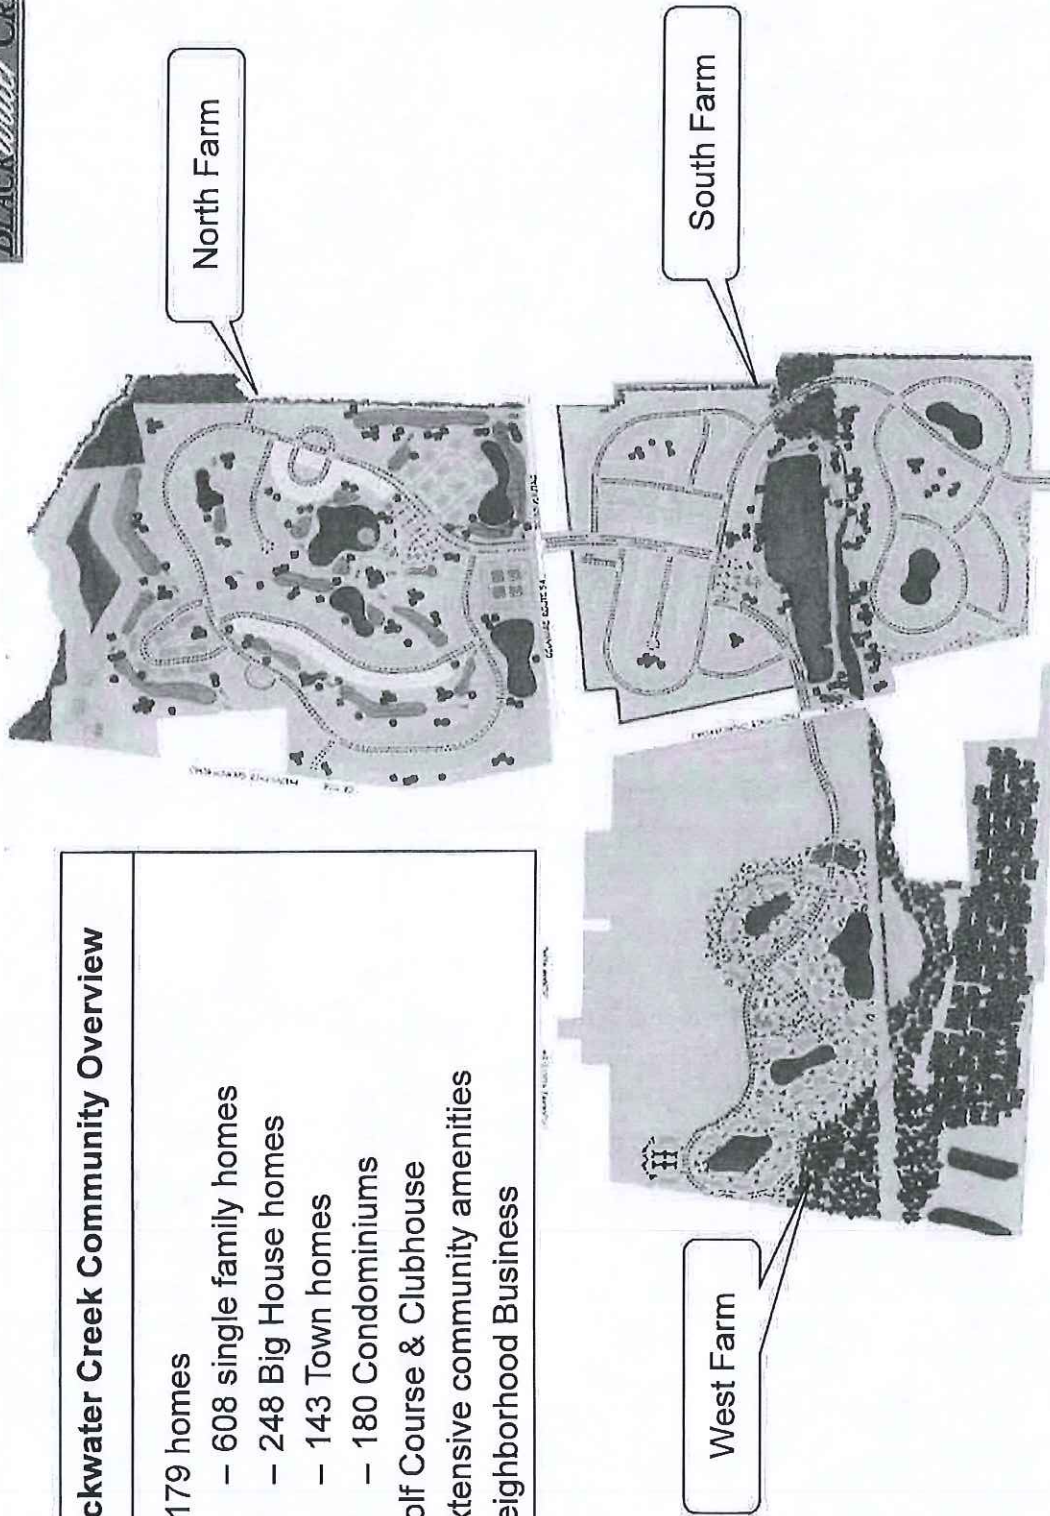 ckwater Creek Community Overview
179 homes
– 608 single family homes
– 248 Big House homes
– 143 Town homes
– 180 Condominiums
olf Course & Clubhouse
xtensive community amenities
eighborhood Business
North Farm
South Farm
West Farm